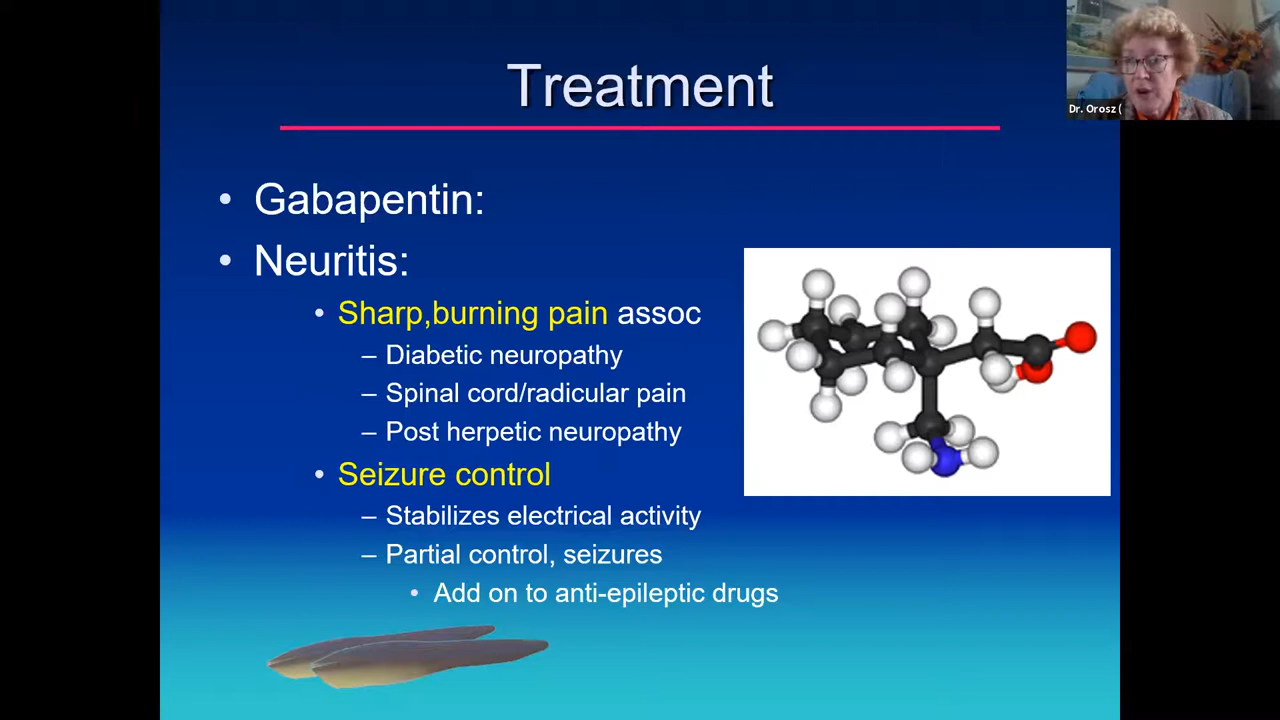 Treatment
Dr. Orosz (
• Gabapentin:
• Neuritis:
• Sharp,burning pain assoc
– Diabetic neuropathy
– Spinal cord/radicular pain
– Post herpetic neuropathy
• Seizure control
– Stabilizes electrical activity
– Partial control, seizures
• Add on to anti-epileptic drugs